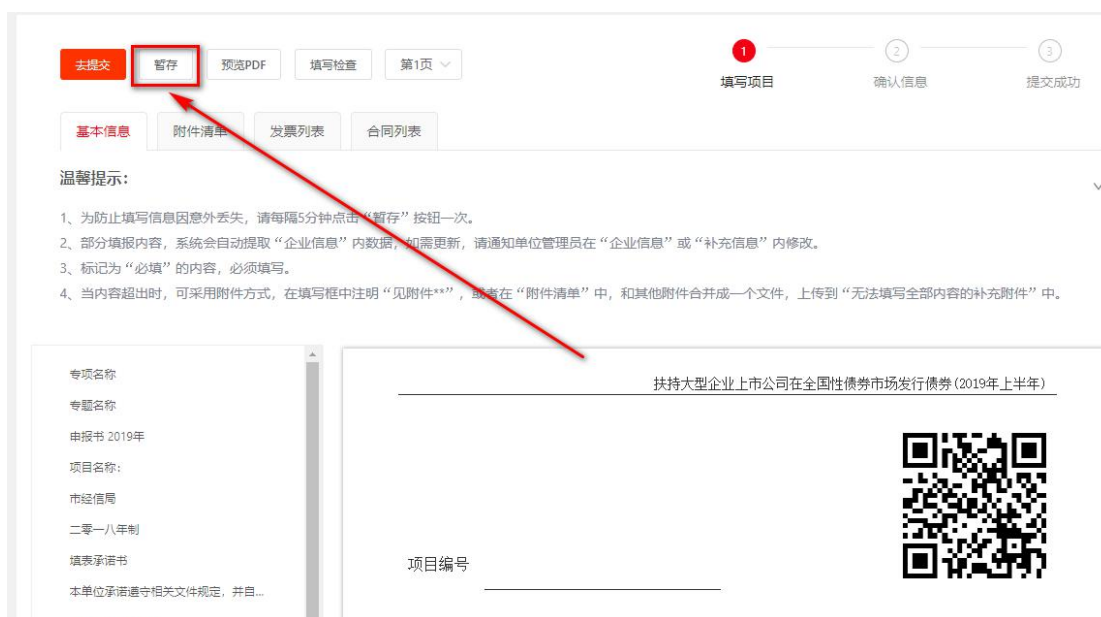 去提交 暂存 预览PDF 填写检查 第1页
1 2 3
填写项目 确认信息 提交成功
基本信息 附件清单 发票列表 合同列表
温馨提示：
1、为防止填写信息因意外丢失，请每隔5分钟点击“暂存”按钮一次。
2、部分填报内容，系统会自动提取“企业信息”内数据，如需更新，请通知单位管理员在“企业信息”或“补充信息”内修改。
3、标记为“必填”的内容，必须填写。
4、当内容超出时，可采用附件方式，在填写框中注明“见附件**”，或者在“附件清单”中，和其他附件合并成一个文件，上传到“无法填写全部内容的补充附件”中。
专项名称
专题名称
申报书 2019年
项目名称：
市经信局
二零一八年制
填表承诺书
本单位承诺遵守相关文件规定，并自...
扶持大型企业上市公司在全国性债券市场发行债券(2019年上半年)
项目编号